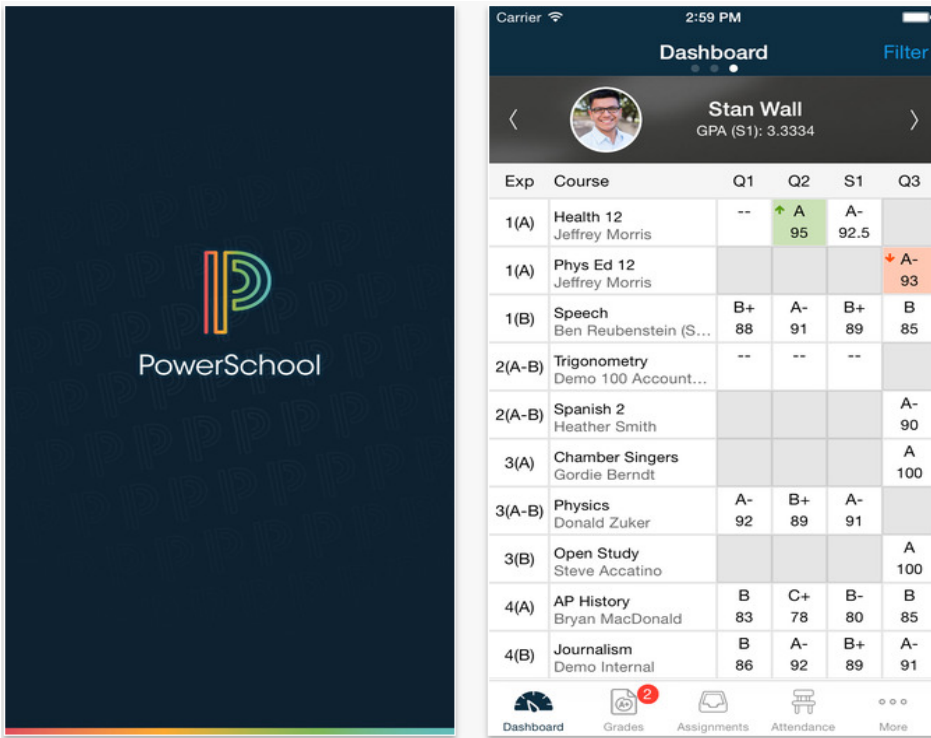 PowerSchool
Carrier 2:59 PM
Dashboard Filter
Stan Wall
GPA (S1): 3.3334
Exp Course Q1 Q2 S1 Q3
1(A) Health 12 -- A A-
Jeffrey Morris 95 92.5
1(A) Phys Ed 12 A-
Jeffrey Morris 93
1(B) Speech B+ A- B+ B
Ben Reubenstein (S... 88 91 89 85
2(A-B) Trigonometry -- -- --
Demo 100 Account...
2(A-B) Spanish 2 A-
Heather Smith 90
3(A) Chamber Singers A
Gordie Berndt 100
3(A-B) Physics A- B+ A-
Donald Zuker 92 89 91
3(B) Open Study A
Steve Accatino 100
4(A) AP History B C+ B- B
Bryan MacDonald 83 78 80 85
4(B) Journalism B A- B+ A-
Demo Internal 86 92 89 91
A+ 2
Dashboard Grades Assignments Attendance More